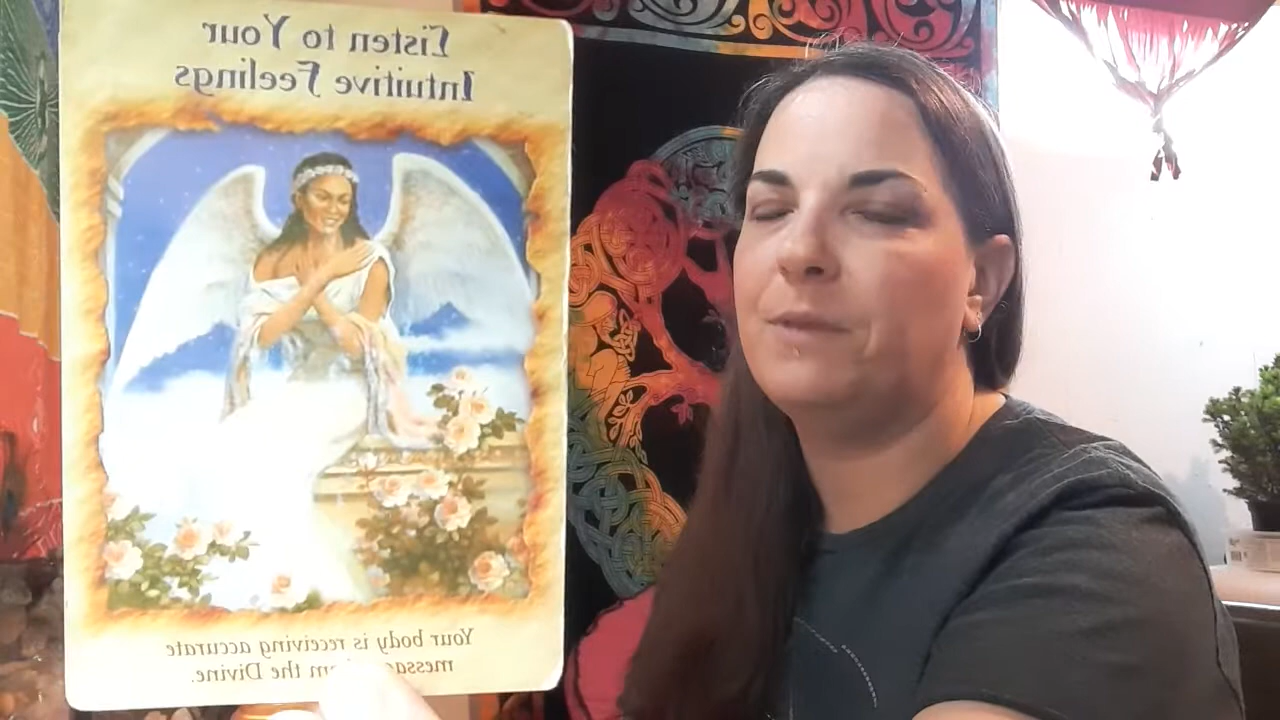 Listen to Your
Intuitive Feelings
Your body is receiving accurate
the Divine.